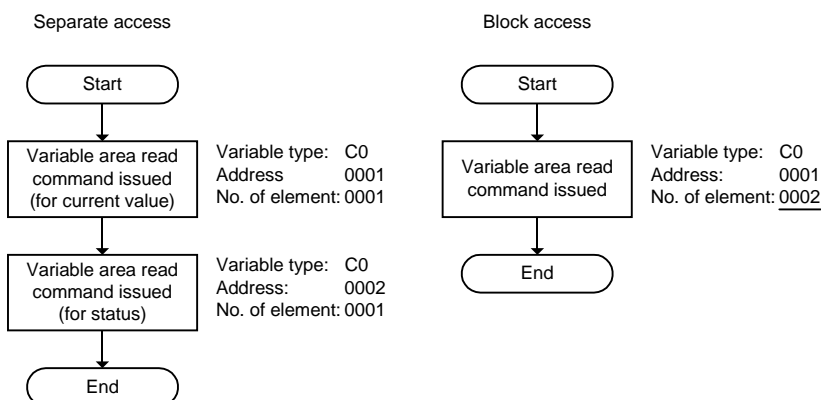 Separate access
Start
Variable area read
command issued
(for current value)
Variable type: C0
Address 0001
No. of element: 0001
Variable area read
command issued
(for status)
Variable type: C0
Address: 0002
No. of element: 0001
End
Block access
Start
Variable area read
command issued
Variable type: C0
Address: 0001
No. of element: 0002
End